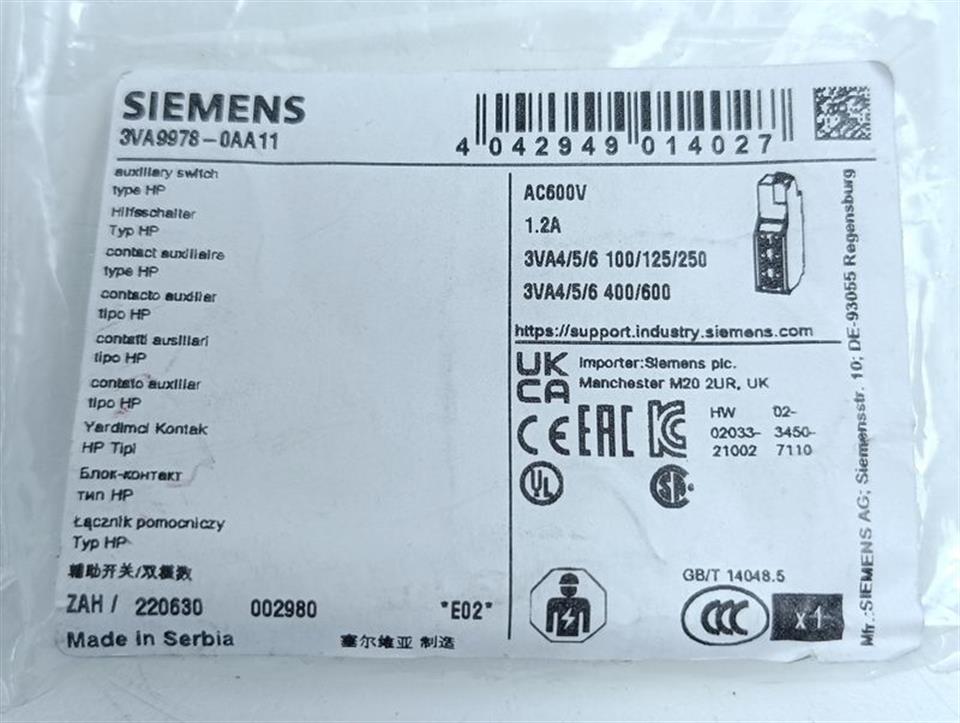 SIEMENS
3VA9978-0AA11
4 042949 014027
auxiliary switch
type HP
Hilfsschalter
Typ HP
contact auxiliaire
type HP
contacto auxiliar
tipo HP
contatti ausiliari
tipo HP
contato auxiliar
tipo HP
Yardimci Kontak
HP Tipi
Блок-контакт
тип HP
Łącznik pomocniczy
Typ HP
辅助开关/双模数
ZAH / 220630 002980 *E02*
Made in Serbia 塞尔维亚 制造
AC600V
1.2A
3VA4/5/6 100/125/250
3VA4/5/6 400/600
https://support.industry.siemens.com
UK
CA
Importer:Siemens plc.
Manchester M20 2UR, UK
CE EAC KC
HW 02-
02033- 3450-
21002 7110
UL
SA
GB/T 14048.5
CCC
x1
Mfr.:SIEMENS AG; Siemensstr. 10; DE-93055 Regensburg